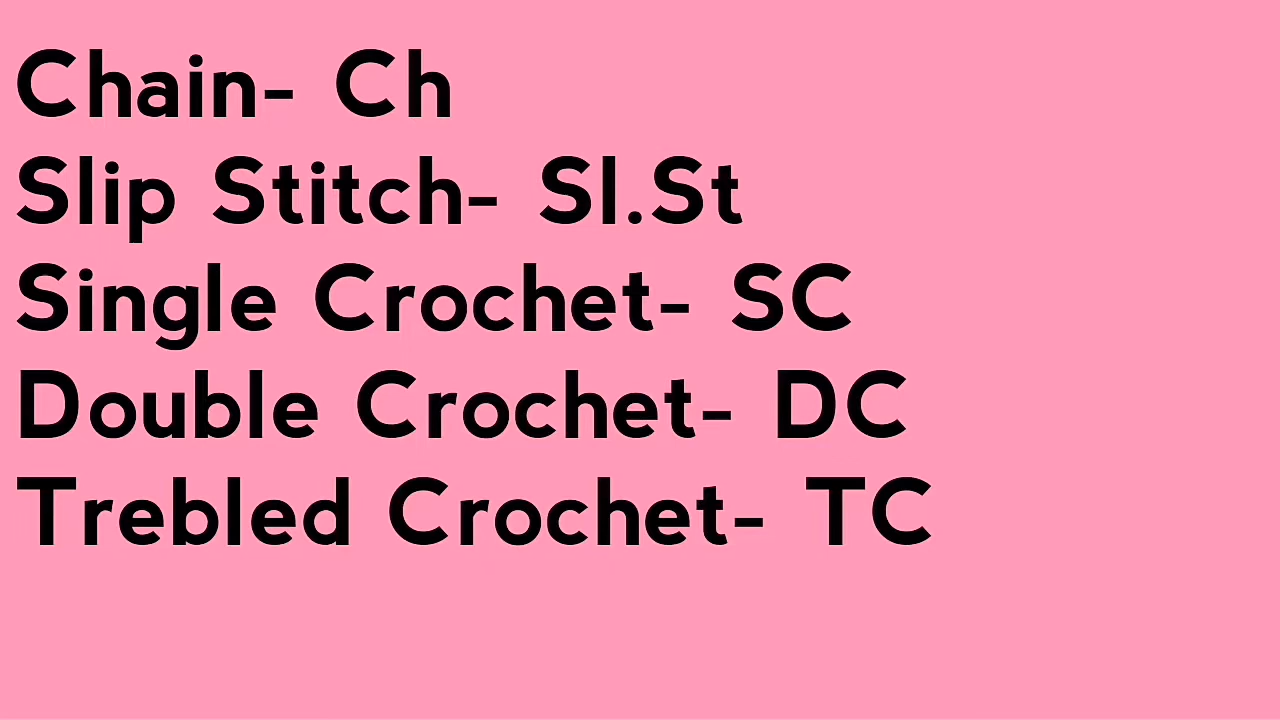 Chain- Ch
Slip Stitch- Sl.St
Single Crochet- SC
Double Crochet- DC
Trebled Crochet- TC